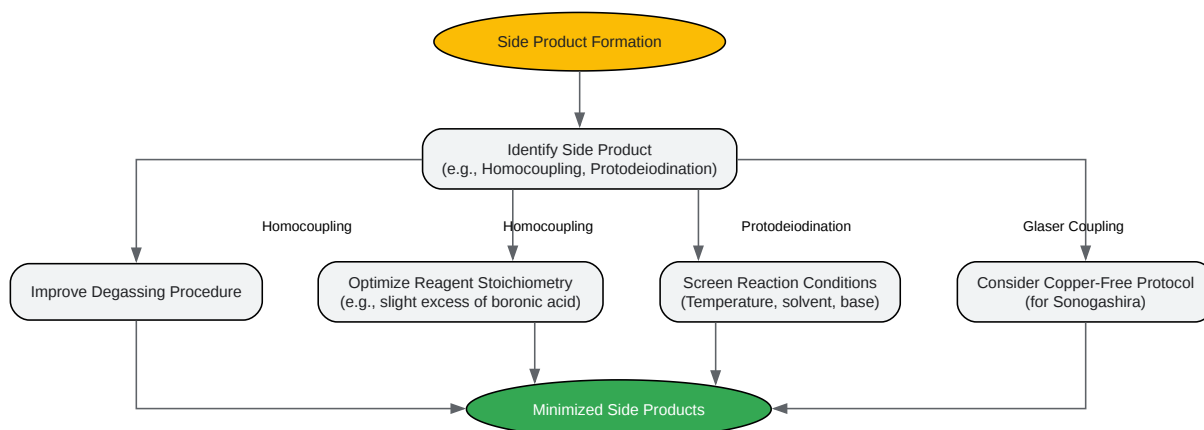 Side Product Formation
Identify Side Product
(e.g., Homocoupling, Protodeiodination)
Homocoupling
Homocoupling
Protodeiodination
Glaser Coupling
Improve Degassing Procedure
Optimize Reagent Stoichiometry
(e.g., slight excess of boronic acid)
Screen Reaction Conditions
(Temperature, solvent, base)
Consider Copper-Free Protocol
(for Sonogashira)
Minimized Side Products